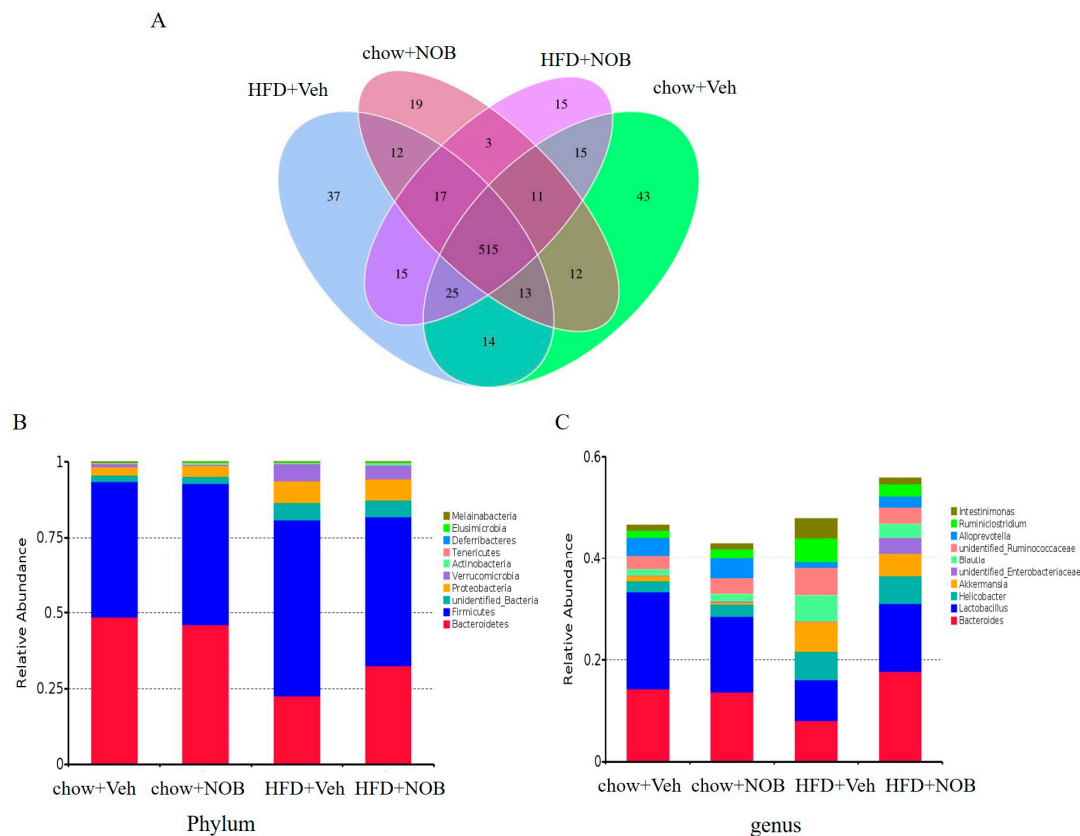 A
chow+NOB
HFD+NOB
HFD+Veh
chow+Veh
19
15
3
12
15
37
17
11
43
515
15
12
25
13
14
B
1
0.75
0.5
0.25
0
Relative Abundance
Melainabacteria
Elusimicrobia
Deferribacteres
Tenericutes
Actinobacteria
Verrucomicrobia
Proteobacteria
unidentified_Bacteria
Firmicutes
Bacteroidetes
chow+Veh
chow+NOB
HFD+Veh
HFD+NOB
Phylum
C
0.6
0.4
0.2
0
Relative Abundance
Intestinimonas
Ruminiclostridium
Alloprevotella
unidentified_Ruminococcaceae
Blautia
unidentified_Enterobacteriaceae
Akkermansia
Helicobacter
Lactobacillus
Bacteroides
chow+Veh
chow+NOB
HFD+Veh
HFD+NOB
genus